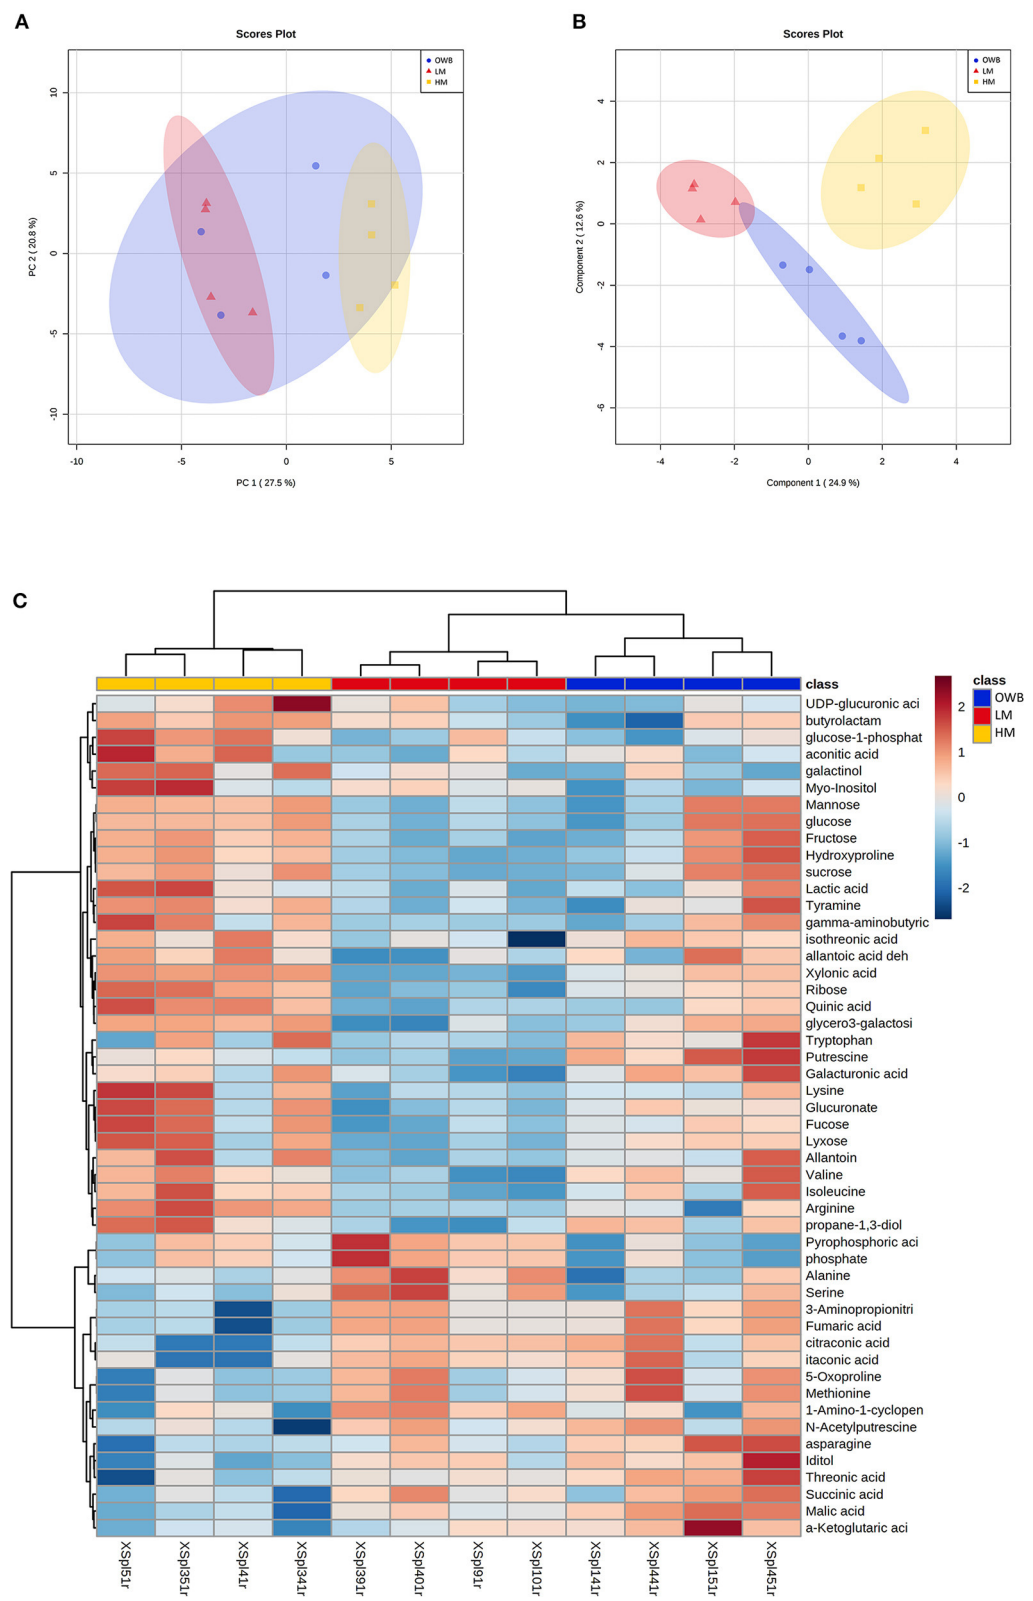 A
Scores Plot
OWB
LM
HM
10
5
0
-5
-10
PC 2 ( 20.8 %)
-10
-5
0
5
PC 1 ( 27.5 %)
B
Scores Plot
OWB
LM
HM
4
2
0
-2
-4
-6
Component 2 ( 12.6 %)
-4
-2
0
2
4
Component 1 ( 24.9 %)
C
class
UDP-glucuronic aci
butyrolactam
glucose-1-phosphat
aconitic acid
galactinol
Myo-Inositol
Mannose
glucose
Fructose
Hydroxyproline
sucrose
Lactic acid
Tyramine
gamma-aminobutyric
isothreonic acid
allantoic acid deh
Xylonic acid
Ribose
Quinic acid
glycero3-galactosi
Tryptophan
Putrescine
Galacturonic acid
Lysine
Glucuronate
Fucose
Lyxose
Allantoin
Valine
Isoleucine
Arginine
propane-1,3-diol
Pyrophosphoric aci
phosphate
Alanine
Serine
3-Aminopropionitri
Fumaric acid
citraconic acid
itaconic acid
5-Oxoproline
Methionine
1-Amino-1-cyclopen
N-Acetylputrescine
asparagine
Iditol
Threonic acid
Succinic acid
Malic acid
a-Ketoglutaric aci
2
1
0
-1
-2
class
OWB
LM
HM
XSpl51r
XSpl351r
XSpl41r
XSpl341r
XSpl391r
XSpl401r
XSpl91r
XSpl101r
XSpl141r
XSpl441r
XSpl151r
XSpl451r